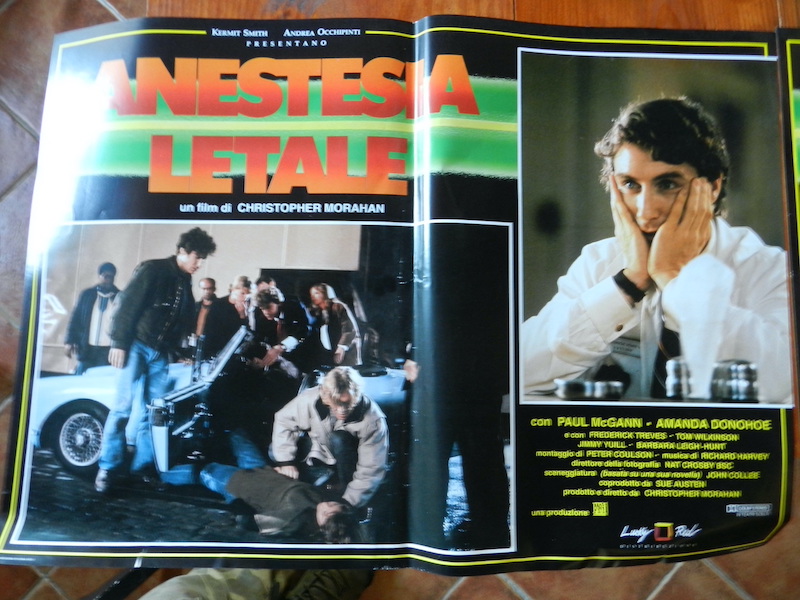 KERMIT SMITH ANDREA OCCHIPINTI
PRESENTANO
ANESTESIA
LETALE
un film di CHRISTOPHER MORAHAN
con PAUL McGANN - AMANDA DONOHOE
e con FREDERICK TREVES - TOM WILKINSON
JIMMY YUILL - BARBARA LEIGH-HUNT
montaggio di PETER COULSON - musica di RICHARD HARVEY
direttore della fotografia NAT CROSBY BSC
sceneggiatura (basata su una sua novella) JOHN COLLEE
coprodotto da SUE AUSTEN
prodotto e diretto da CHRISTOPHER MORAHAN
una produzione
Lucky Red